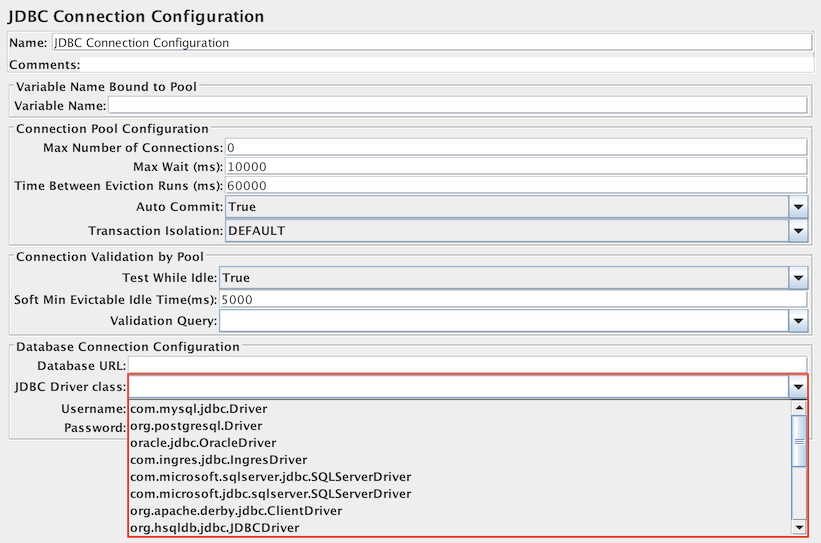 JDBC Connection Configuration
Name: JDBC Connection Configuration
Comments:
Variable Name Bound to Pool
Variable Name:
Connection Pool Configuration
Max Number of Connections: 0
Max Wait (ms): 10000
Time Between Eviction Runs (ms): 60000
Auto Commit: True
Transaction Isolation: DEFAULT
Connection Validation by Pool
Test While Idle: True
Soft Min Evictable Idle Time(ms): 5000
Validation Query:
Database Connection Configuration
Database URL:
JDBC Driver class:
Username:
Password:
com.mysql.jdbc.Driver
org.postgresql.Driver
oracle.jdbc.OracleDriver
com.ingres.jdbc.IngresDriver
com.microsoft.sqlserver.jdbc.SQLServerDriver
com.microsoft.jdbc.sqlserver.SQLServerDriver
org.apache.derby.jdbc.ClientDriver
org.hsqldb.jdbc.JDBCDriver